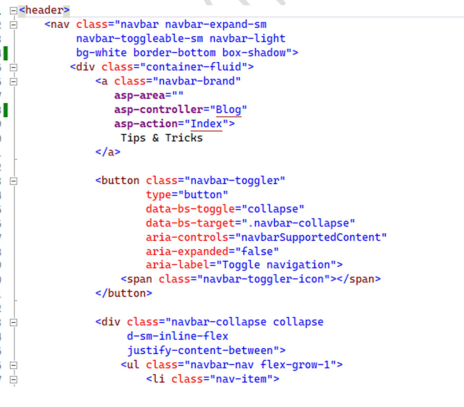 <header>
<nav class="navbar navbar-expand-sm
navbar-toggleable-sm navbar-light
bg-white border-bottom box-shadow">
<div class="container-fluid">
<a class="navbar-brand"
asp-area=""
asp-controller="Blog"
asp-action="Index">
Tips & Tricks
</a>
<button class="navbar-toggler"
type="button"
data-bs-toggle="collapse"
data-bs-target=".navbar-collapse"
aria-controls="navbarSupportedContent"
aria-expanded="false"
aria-label="Toggle navigation">
<span class="navbar-toggler-icon"></span>
</button>
<div class="navbar-collapse collapse
d-sm-inline-flex
justify-content-between">
<ul class="navbar-nav flex-grow-1">
<li class="nav-item">